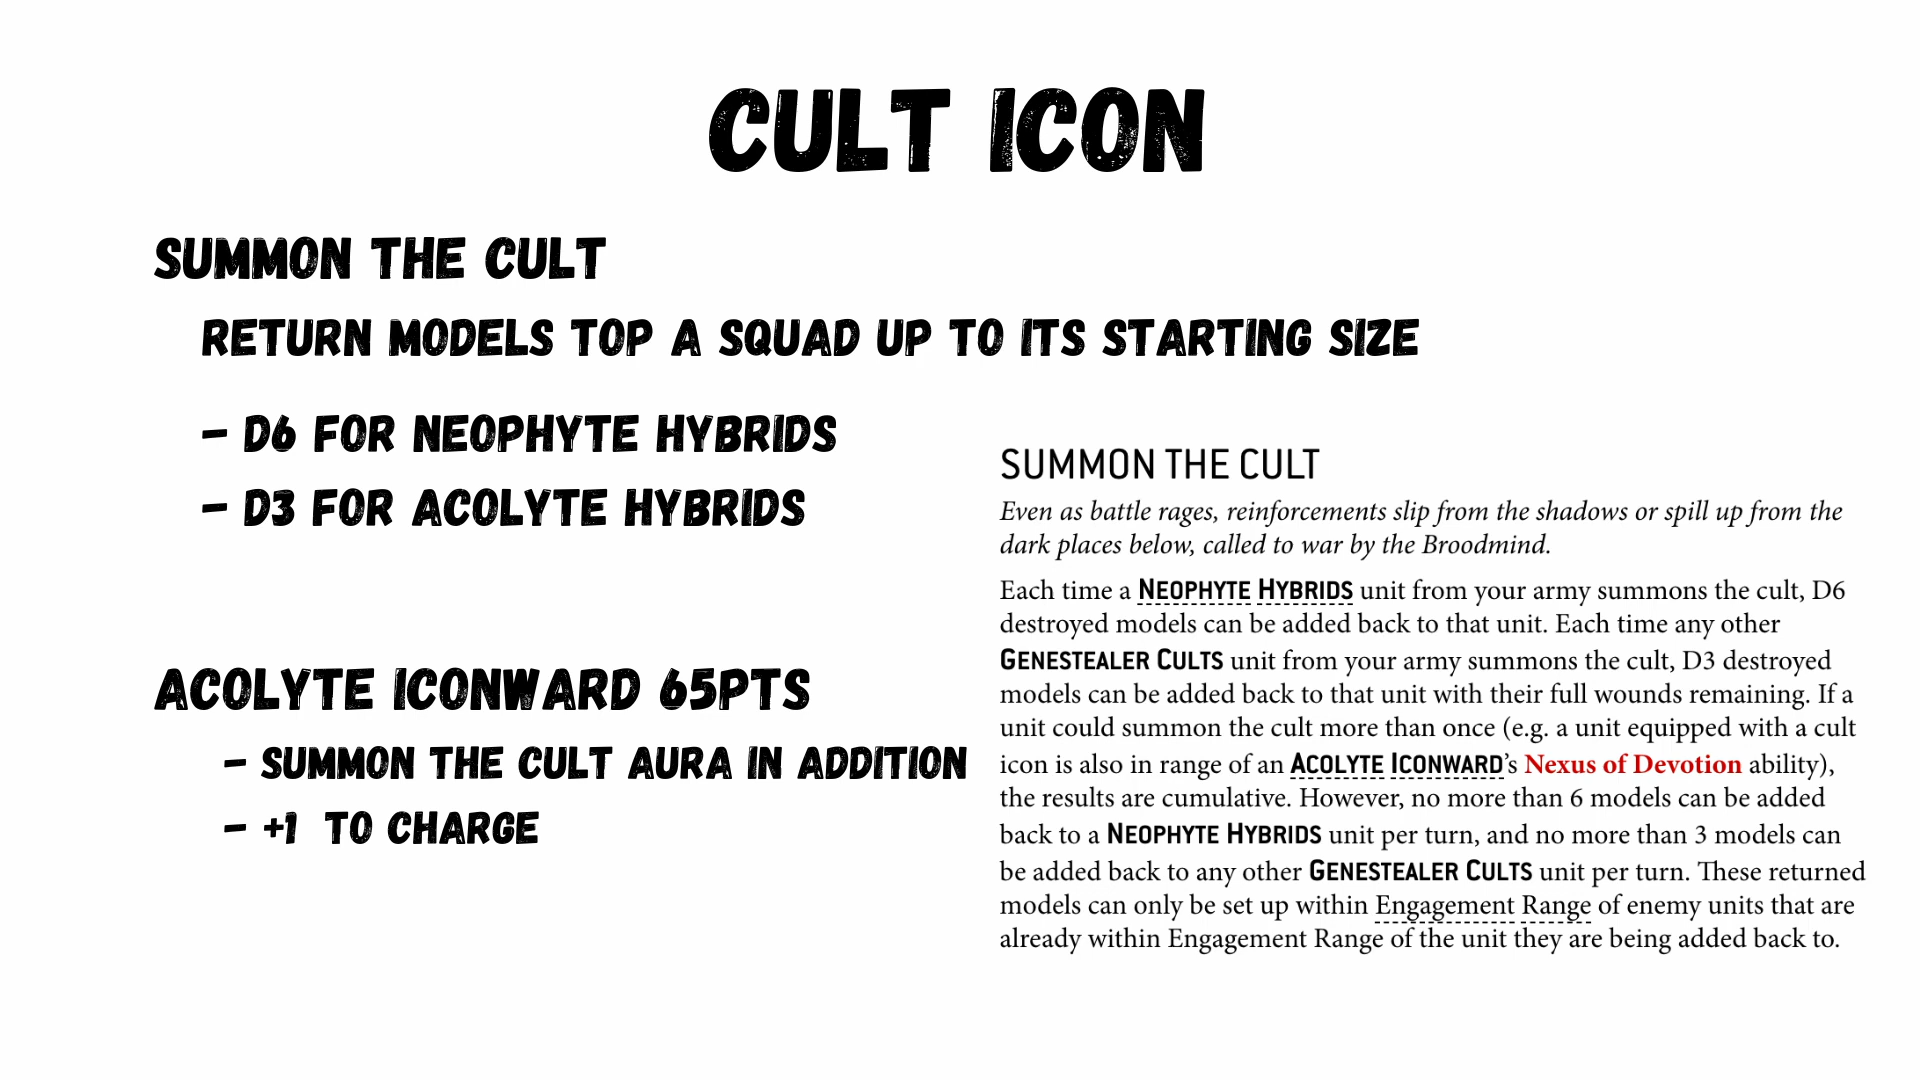 CULT ICON
SUMMON THE CULT
RETURN MODELS TOP A SQUAD UP TO ITS STARTING SIZE
- D6 FOR NEOPHYTE HYBRIDS
- D3 FOR ACOLYTE HYBRIDS
ACOLYTE ICONWARD 65PTS
- SUMMON THE CULT AURA IN ADDITION
- +1 TO CHARGE
SUMMON THE CULT
Even as battle rages, reinforcements slip from the shadows or spill up from the
dark places below, called to war by the Broodmind.
Each time a NEOPHYTE HYBRIDS unit from your army summons the cult, D6
destroyed models can be added back to that unit. Each time any other
GENESTEALER CULTS unit from your army summons the cult, D3 destroyed
models can be added back to that unit with their full wounds remaining. If a
unit could summon the cult more than once (e.g. a unit equipped with a cult
icon is also in range of an ACOLYTE ICONWARD's Nexus of Devotion ability),
the results are cumulative. However, no more than 6 models can be added
back to a NEOPHYTE HYBRIDS unit per turn, and no more than 3 models can
be added back to any other GENESTEALER CULTS unit per turn. These returned
models can only be set up within Engagement Range of enemy units that are
already within Engagement Range of the unit they are being added back to.